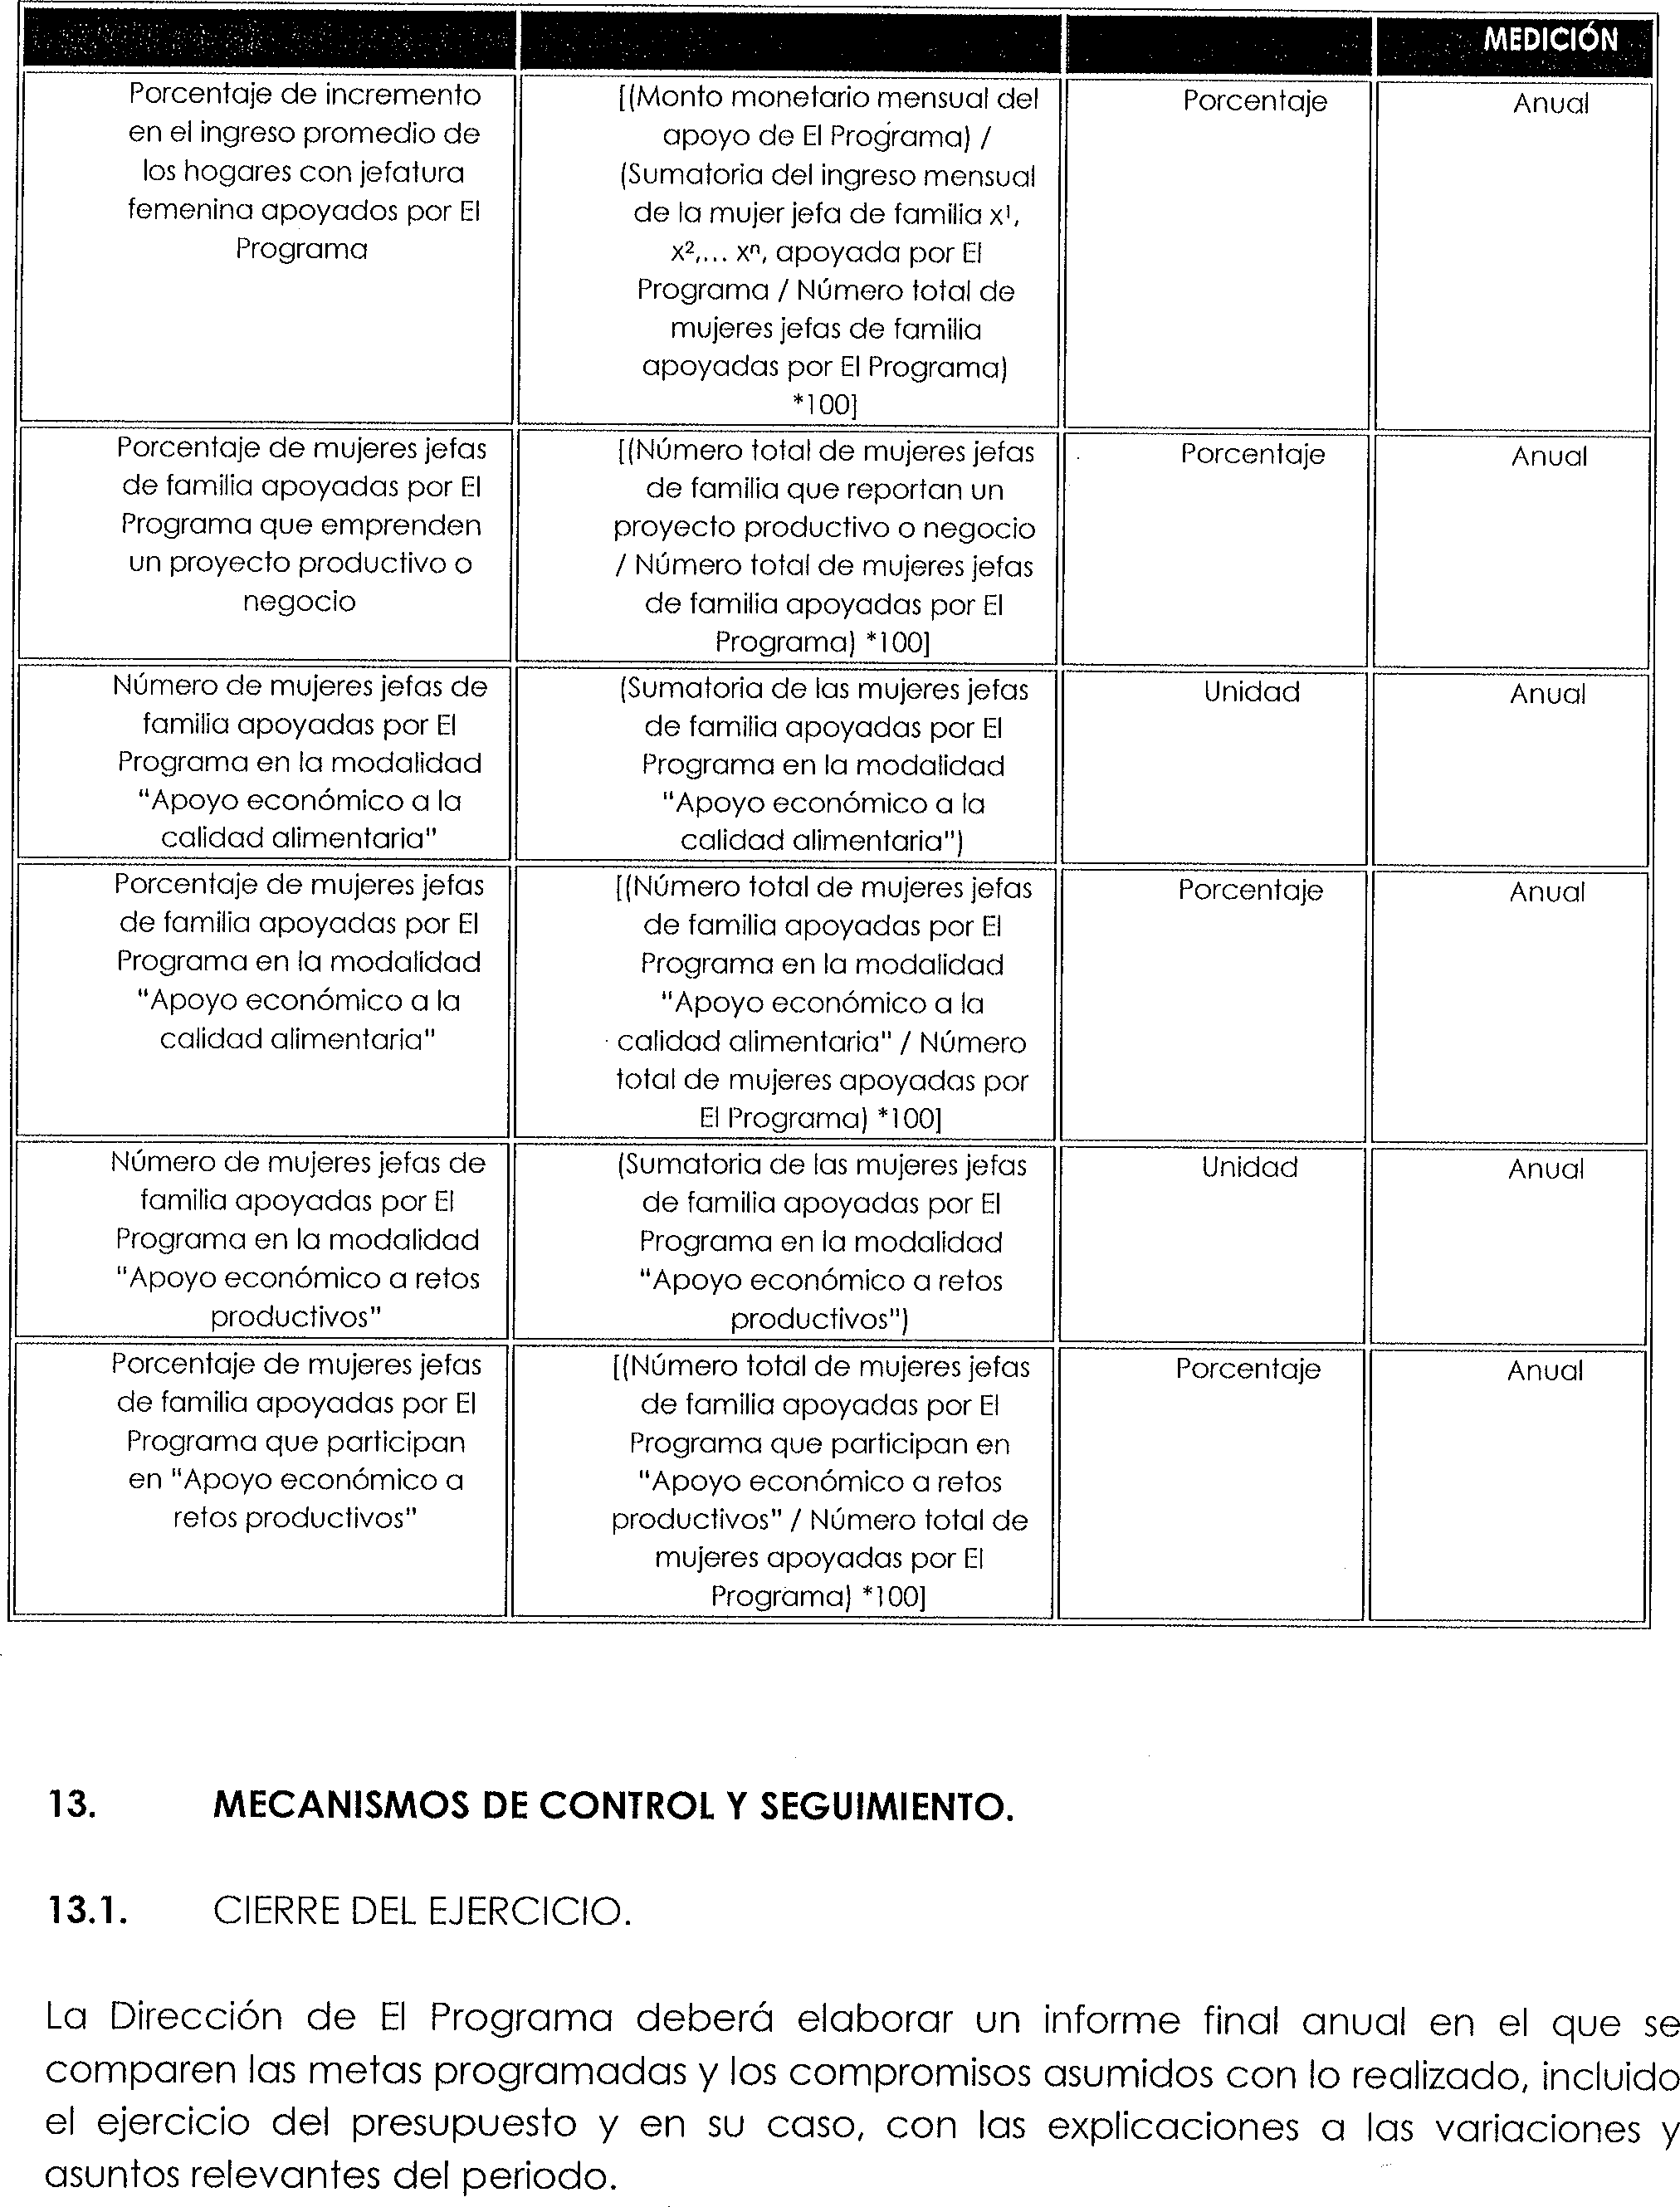 MEDICIÓN
Porcentaje de incremento
en el ingreso promedio de
los hogares con jefatura
femenina apoyados por El
Programa
[(Monto monetario mensual del
apoyo de El Programa) /
(Sumatoria del ingreso mensual
de la mujer jefa de familia x¹,
x²,... xⁿ, apoyada por El
Programa / Número total de
mujeres jefas de familia
apoyadas por El Programa)
*100]
Porcentaje
Anual
Porcentaje de mujeres jefas
de familia apoyadas por El
Programa que emprenden
un proyecto productivo o
negocio
[(Número total de mujeres jefas
de familia que reportan un
proyecto productivo o negocio
/ Número total de mujeres jefas
de familia apoyadas por El
Programa) *100]
Porcentaje
Anual
Número de mujeres jefas de
familia apoyadas por El
Programa en la modalidad
"Apoyo económico a la
calidad alimentaria"
(Sumatoria de las mujeres jefas
de familia apoyadas por El
Programa en la modalidad
"Apoyo económico a la
calidad alimentaria")
Unidad
Anual
Porcentaje de mujeres jefas
de familia apoyadas por El
Programa en la modalidad
"Apoyo económico a la
calidad alimentaria"
[(Número total de mujeres jefas
de familia apoyadas por El
Programa en la modalidad
"Apoyo económico a la
calidad alimentaria" / Número
total de mujeres apoyadas por
El Programa) *100]
Porcentaje
Anual
Número de mujeres jefas de
familia apoyadas por El
Programa en la modalidad
"Apoyo económico a retos
productivos"
(Sumatoria de las mujeres jefas
de familia apoyadas por El
Programa en la modalidad
"Apoyo económico a retos
productivos")
Unidad
Anual
Porcentaje de mujeres jefas
de familia apoyadas por El
Programa que participan
en "Apoyo económico a
retos productivos"
[(Número total de mujeres jefas
de familia apoyadas por El
Programa que participan en
"Apoyo económico a retos
productivos" / Número total de
mujeres apoyadas por El
Programa) *100]
Porcentaje
Anual
13. MECANISMOS DE CONTROL Y SEGUIMIENTO.
13.1. CIERRE DEL EJERCICIO.
La Dirección de El Programa deberá elaborar un informe final anual en el que se
comparen las metas programadas y los compromisos asumidos con lo realizado, incluido
el ejercicio del presupuesto y en su caso, con las explicaciones a las variaciones y
asuntos relevantes del periodo.